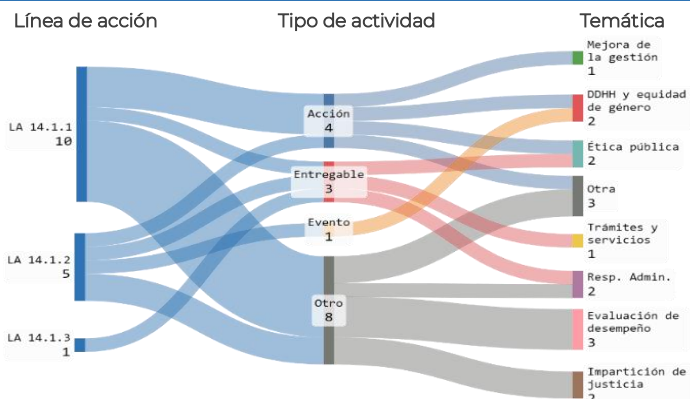 Línea de acción
Tipo de actividad
Temática
LA 14.1.1
10
LA 14.1.2
5
LA 14.1.3
1
Acción
4
Entregable
3
Evento
1
Otro
8
Mejora de
la gestión
1
DDHH y equidad
de género
2
Ética pública
2
Otra
3
Trámites y
servicios
1
Resp. Admin.
2
Evaluación de
desempeño
3
Impartición de
justicia
2